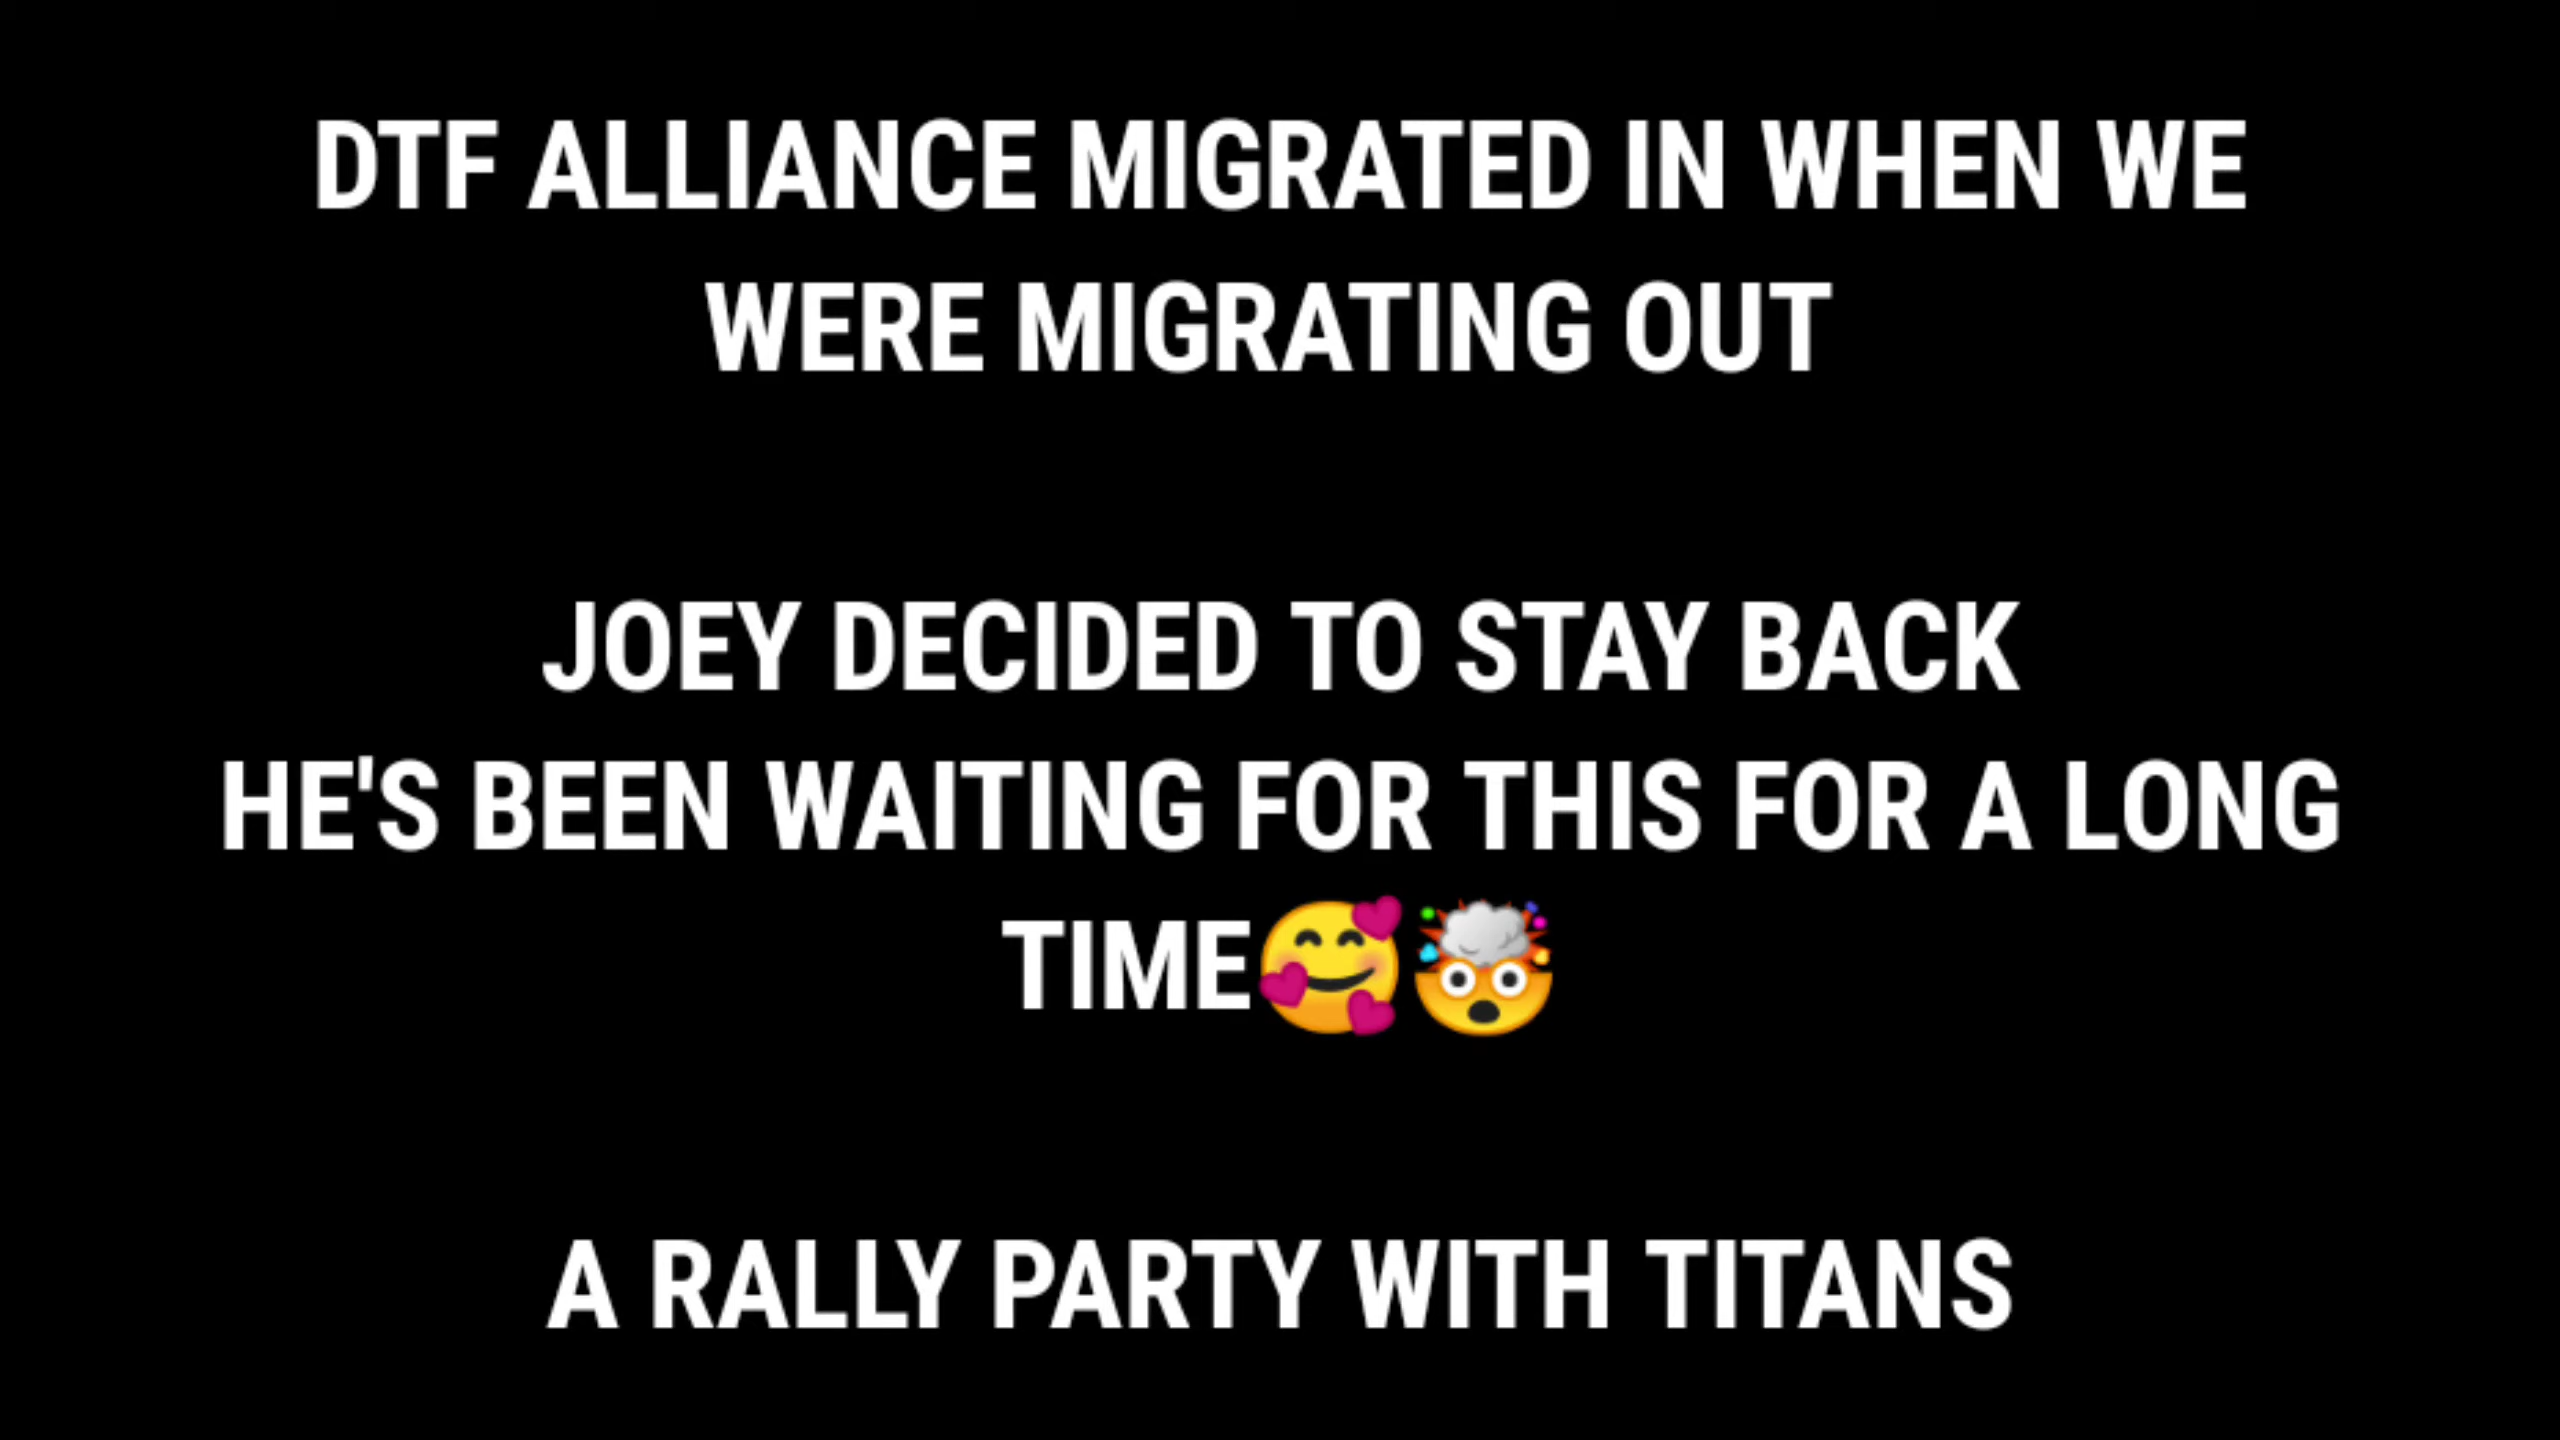 DTF ALLIANCE MIGRATED IN WHEN WE
WERE MIGRATING OUT
JOEY DECIDED TO STAY BACK
HE'S BEEN WAITING FOR THIS FOR A LONG
TIME🥰🤯
A RALLY PARTY WITH TITANS